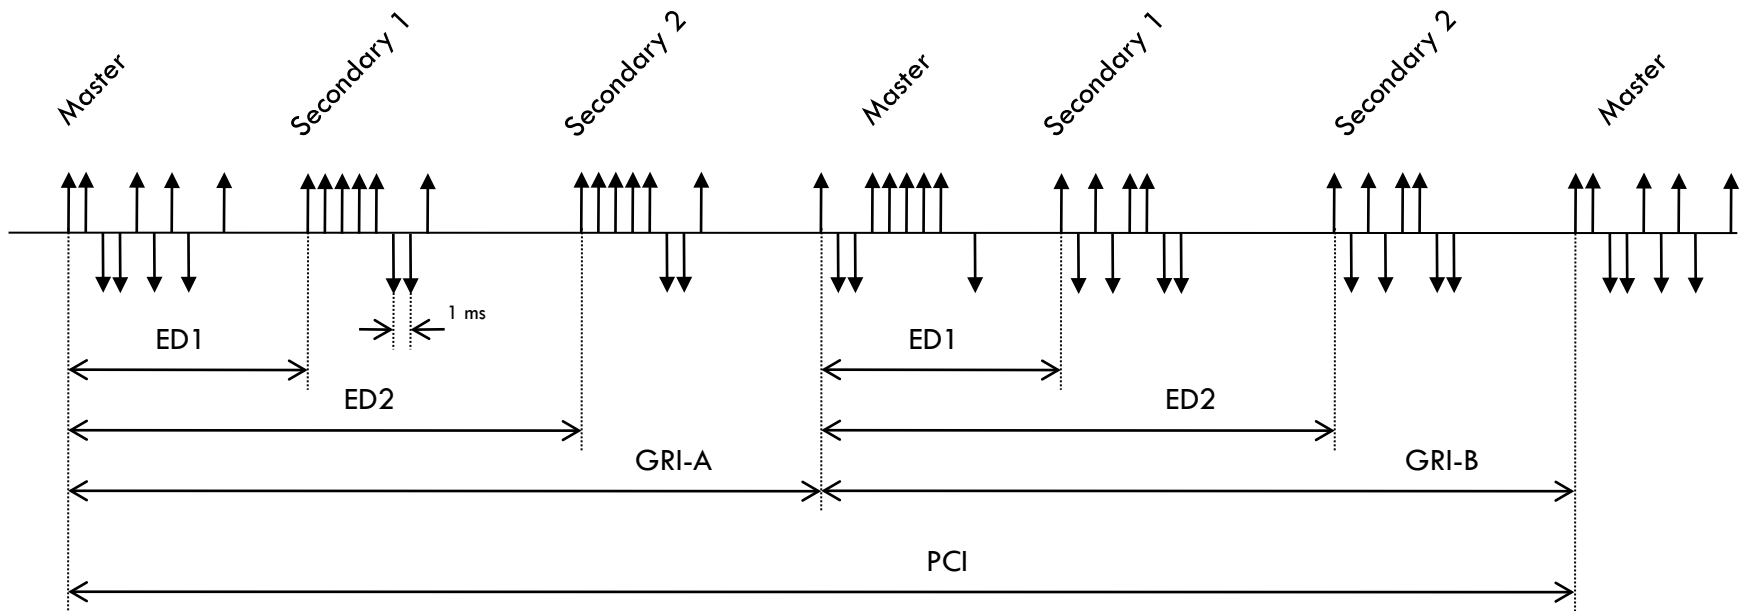 Master
Secondary 1
Secondary 2
Master
Secondary 1
Secondary 2
Master
1 ms
ED1
ED1
ED2
ED2
GRI-A
GRI-B
PCI